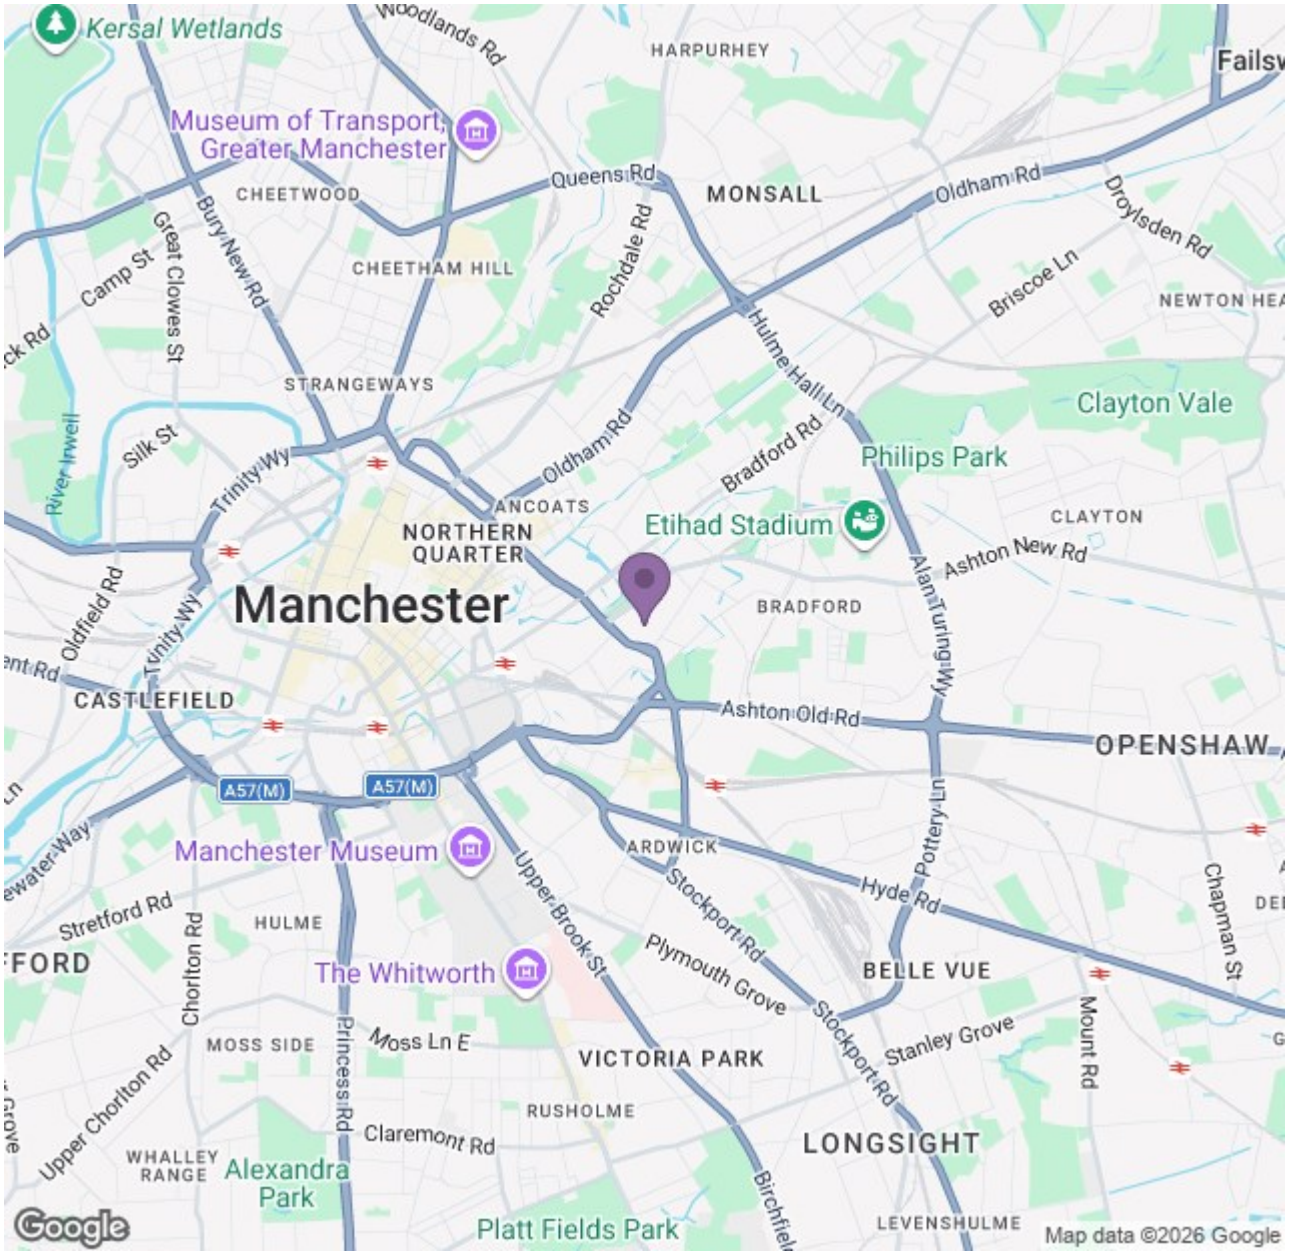 Woodlands Rd
Kersal Wetlands
HARPURHEY
Failsw
Museum of Transport,
Greater Manchester
Queens Rd
Oldham Rd
CHEETWOOD
MONSALL
Droylsden Rd
Bury New Rd
Great Clowes St
Camp St
CHEETHAM HILL
Rochdale Rd
Briscoe Ln
NEWTON HEA
ck Rd
Hulme Hall Ln
STRANGEWAYS
Clayton Vale
River Irwell
Silk St
Trinity Wy
Oldham Rd
Bradford Rd
Philips Park
ANCOATS
NORTHERN
QUARTER
Etihad Stadium
CLAYTON
Ashton New Rd
Alan Turing Way
Oldfield Rd
Trinity Wy
Manchester
BRADFORD
ent Rd
CASTLEFIELD
Ashton Old Rd
OPENSHAW
Ln
A57(M)
A57(M)
Pottery Ln
ewater Way
Manchester Museum
ARDWICK
Upper Brook St
Stockport Rd
Hyde Rd
Chapman St
DEI
Stretford Rd
Chorlton Rd
HULME
FFORD
The Whitworth
Plymouth Grove
BELLE VUE
Stockport Rd
Stanley Grove
Mount Rd
G
MOSS SIDE
Princess Rd
Moss Ln E
VICTORIA PARK
Upper Chorlton Rd
Grove
RUSHOLME
Claremont Rd
LONGSIGHT
WHALLEY
RANGE
Alexandra
Park
Birchfiel
Platt Fields Park
LEVENSHULME
Google
Map data ©2026 Google